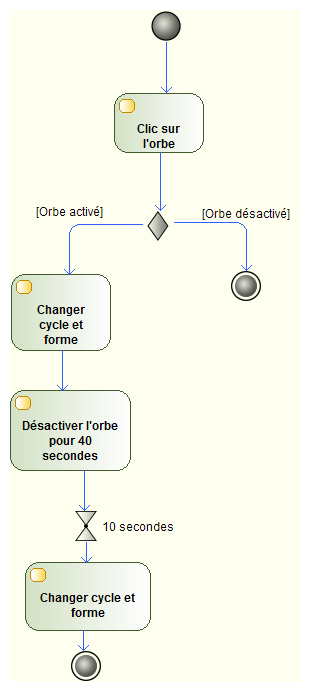 Clic sur
l'orbe
[Orbe activé]
[Orbe désactivé]
Changer
cycle et
forme
Désactiver l'orbe
pour 40
secondes
10 secondes
Changer cycle et
forme